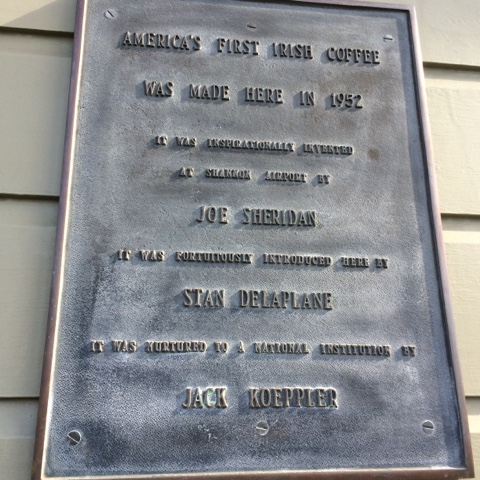 AMERICA'S FIRST IRISH COFFEE
WAS MADE HERE IN 1952
IT WAS INSPIRATIONALLY INVENTED
AT SHANNON AIRPORT BY
JOE SHERIDAN
IT WAS FORTUITOUSLY INTRODUCED HERE BY
STAN DELAPLANE
IT WAS NURTURED TO A NATIONAL INSTITUTION BY
JACK KOEPPLER